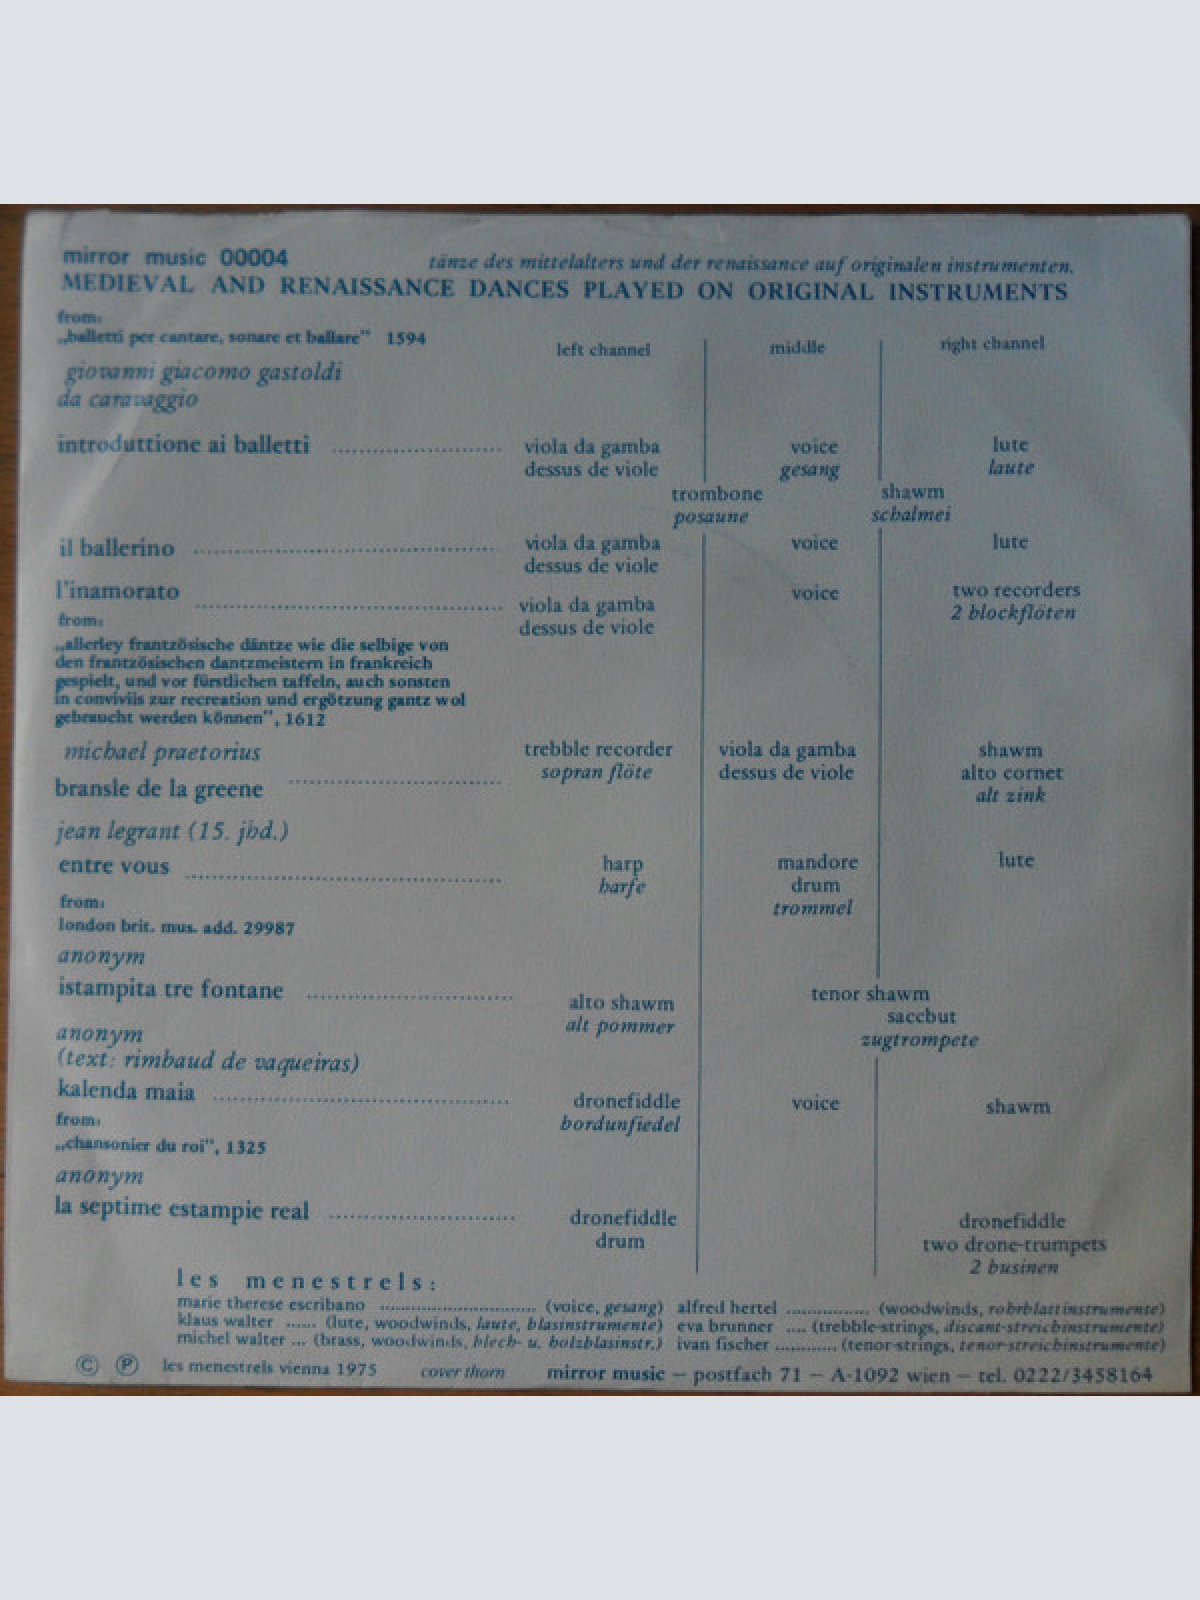 mirror music 00004
tänze des mittelalters und der renaissance auf originalen instrumenten.
MEDIEVAL AND RENAISSANCE DANCES PLAYED ON ORIGINAL INSTRUMENTS
from:
„balletti per cantare, sonare et ballare" 1594
left channel middle right channel
giovanni giacomo gastoldi
da caravaggio
introduttione ai balletti .......................... viola da gamba voice lute
dessus de viole gesang laute
trombone shawm
posaune schalmei
il ballerino .............................................. viola da gamba voice lute
dessus de viole
l'inamorato .............................................. viola da gamba voice two recorders
dessus de viole 2 blockflöten
from:
„allerley frantzösische däntze wie die selbige von
den frantzösischen dantzmeistern in frankreich
gespielt, und vor fürstlichen taffeln, auch sonsten
in conviviis zur recreation und ergötzung gantz wol
gebraucht werden können", 1612
michael praetorius trebble recorder viola da gamba shawm
sopran flöte dessus de viole alto cornet
bransle de la greene ................................ alt zink
jean legrant (15. jhd.)
entre vous ................................................ harp mandore lute
harfe drum
trommel
from:
london brit. mus. add. 29987
anonym
istampita tre fontane ............................... alto shawm tenor shawm
alt pommer saccbut
zugtrompete
anonym
(text: rimbaud de vaqueiras)
kalenda maia ............................................ dronefiddle voice shawm
bordunfiedel
from:
„chansonier du roi", 1325
anonym
la septime estampie real ............................ dronefiddle dronefiddle
drum two drone-trumpets
2 businen
les menestrels:
marie therese escribano ................................ (voice, gesang) alfred hertel ................. (woodwinds, rohrblattinstrumente)
klaus walter ...... (lute, woodwinds, laute, blasinstrumente) eva brunner .... (trebble-strings, discant-streichinstrumente)
michel walter ... (brass, woodwinds, blech- u. holzblasinstr.) ivan fischer ............ (tenor-strings, tenor-streichinstrumente)
© ℗ les menestrels vienna 1975 cover thorn mirror music – postfach 71 – A-1092 wien – tel. 0222/3458164